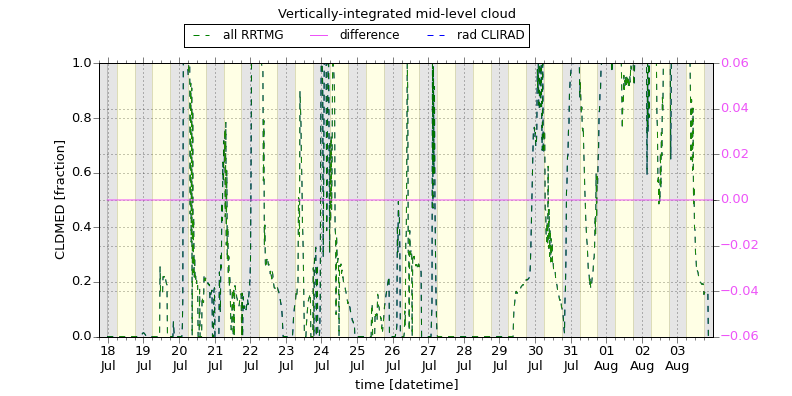 Vertically-integrated mid-level cloud
all RRTMG difference rad CLIRAD
1.0
0.8
0.6
0.4
0.2
0.0
CLDMED [fraction]
0.06
0.04
0.02
0.00
−0.02
−0.04
−0.06
18 19 20 21 22 23 24 25 26 27 28 29 30 31 01 02 03
Jul Jul Jul Jul Jul Jul Jul Jul Jul Jul Jul Jul Jul Jul Aug Aug Aug
time [datetime]